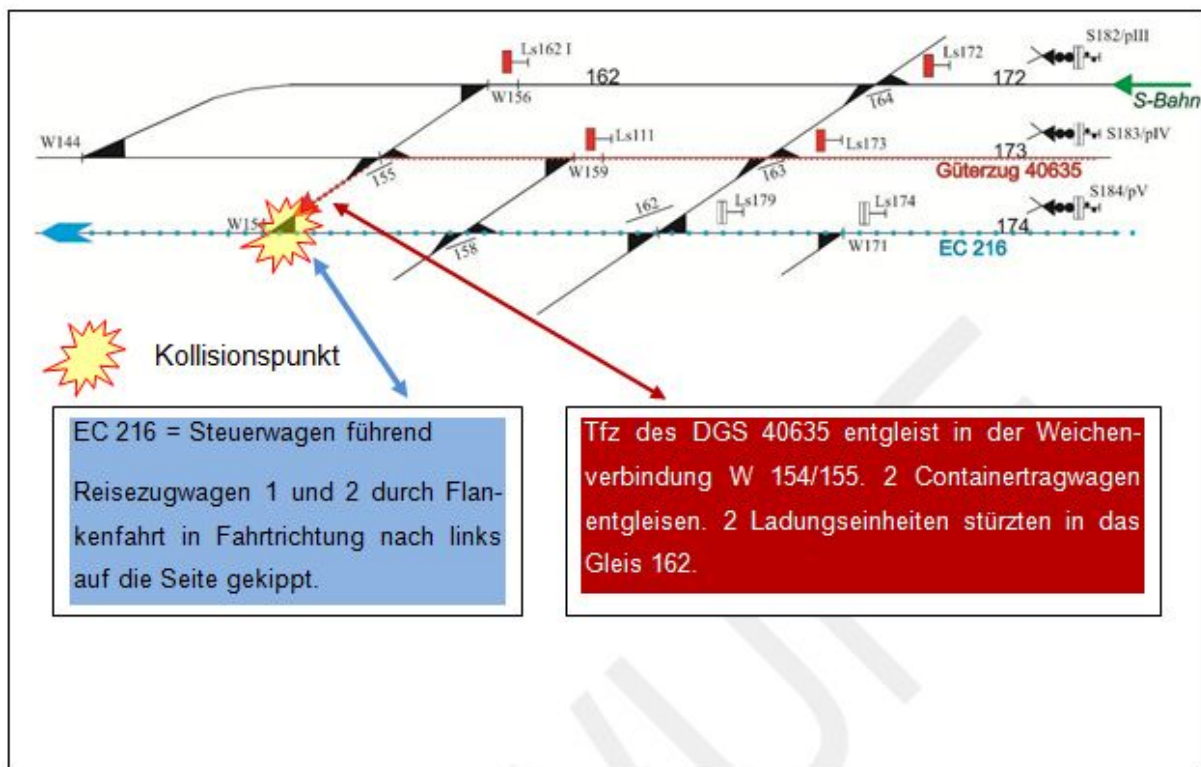 Ls162 I
162
W156
Ls172
172
S182/pIII
164
S-Bahn
W144
155
Ls111
W159
Ls173
163
173
S183/pIV
Güterzug 40635
W154
158
162
Ls179
Ls174
W171
174
S184/pV
EC 216
Kollisionspunkt
EC 216 = Steuerwagen führend
Reisezugwagen 1 und 2 durch Flan-
kenfahrt in Fahrtrichtung nach links
auf die Seite gekippt.
Tfz des DGS 40635 entgleist in der Weichen-
verbindung W 154/155. 2 Containertragwagen
entgleisen. 2 Ladungseinheiten stürzten in das
Gleis 162.